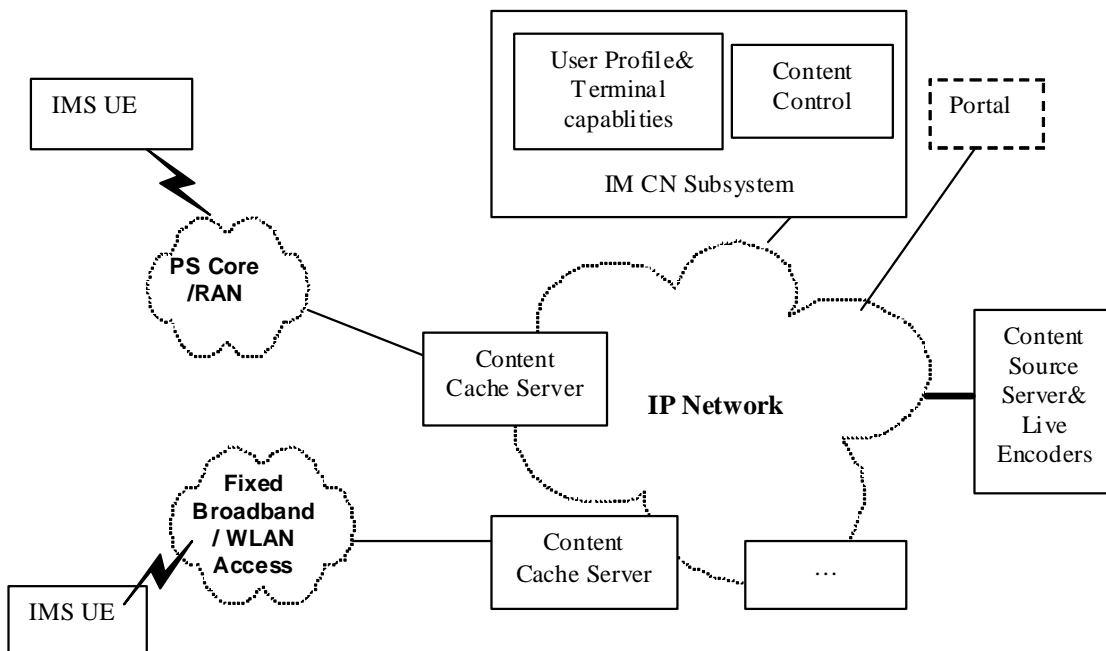 IMS UE
User Profile&
Terminal
capablities
Content
Control
IM CN Subsystem
Portal
PS Core
/RAN
Content
Cache Server
IP Network
Content
Source
Server&
Live
Encoders
Fixed
Broadband
/ WLAN
Access
Content
Cache Server
...
IMS UE